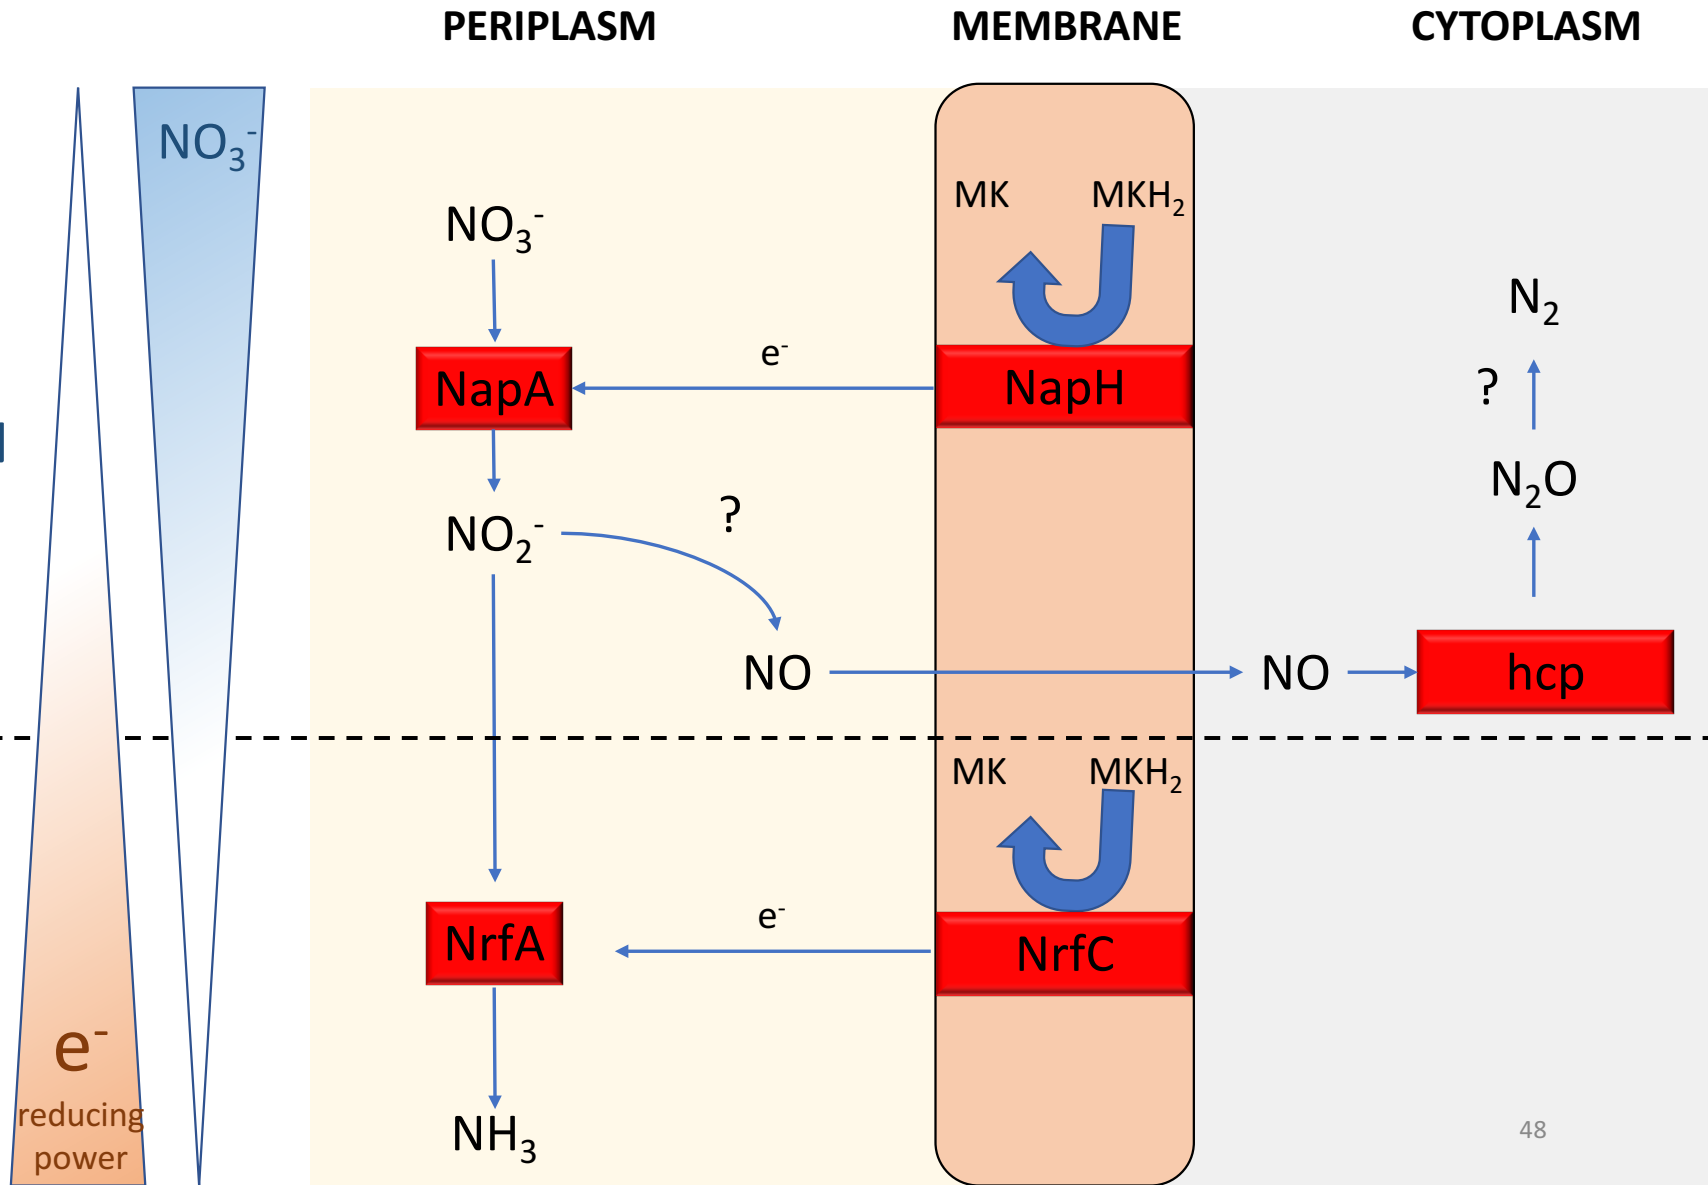 PERIPLASM MEMBRANE CYTOPLASM
NO₃⁻
MK MKH₂
NO₃⁻
N₂
e⁻
NapA NapH
?
N₂O
?
NO₂⁻
NO NO hcp
MK MKH₂
e⁻
NrfA NrfC
e⁻
reducing
power
NH₃
48